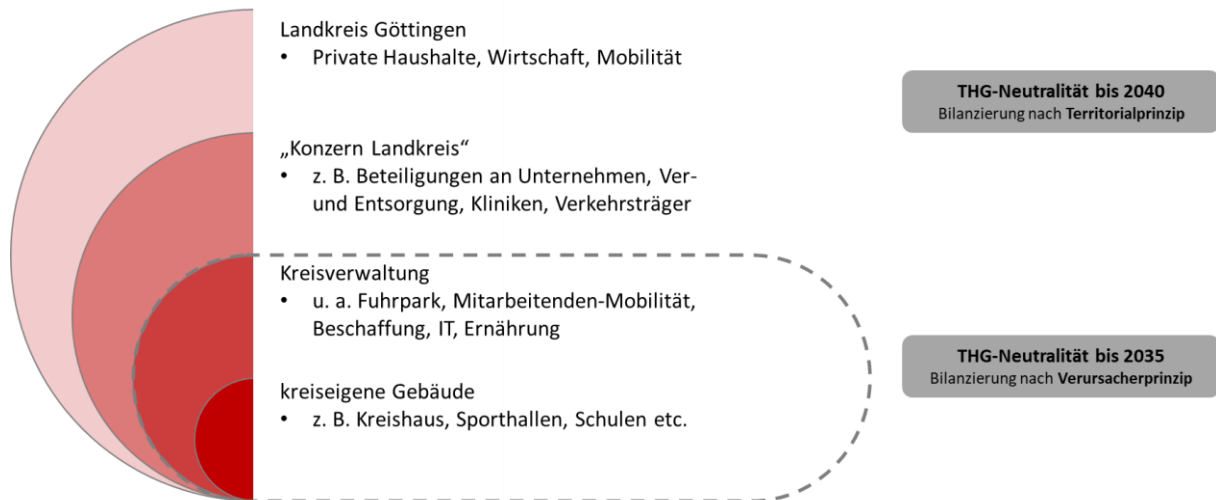 Landkreis Göttingen
• Private Haushalte, Wirtschaft, Mobilität
THG-Neutralität bis 2040
Bilanzierung nach Territorialprinzip
„Konzern Landkreis“
• z. B. Beteiligungen an Unternehmen, Ver-
und Entsorgung, Kliniken, Verkehrsträger
Kreisverwaltung
• u. a. Fuhrpark, Mitarbeitenden-Mobilität,
Beschaffung, IT, Ernährung
THG-Neutralität bis 2035
Bilanzierung nach Verursacherprinzip
kreiseigene Gebäude
• z. B. Kreishaus, Sporthallen, Schulen etc.